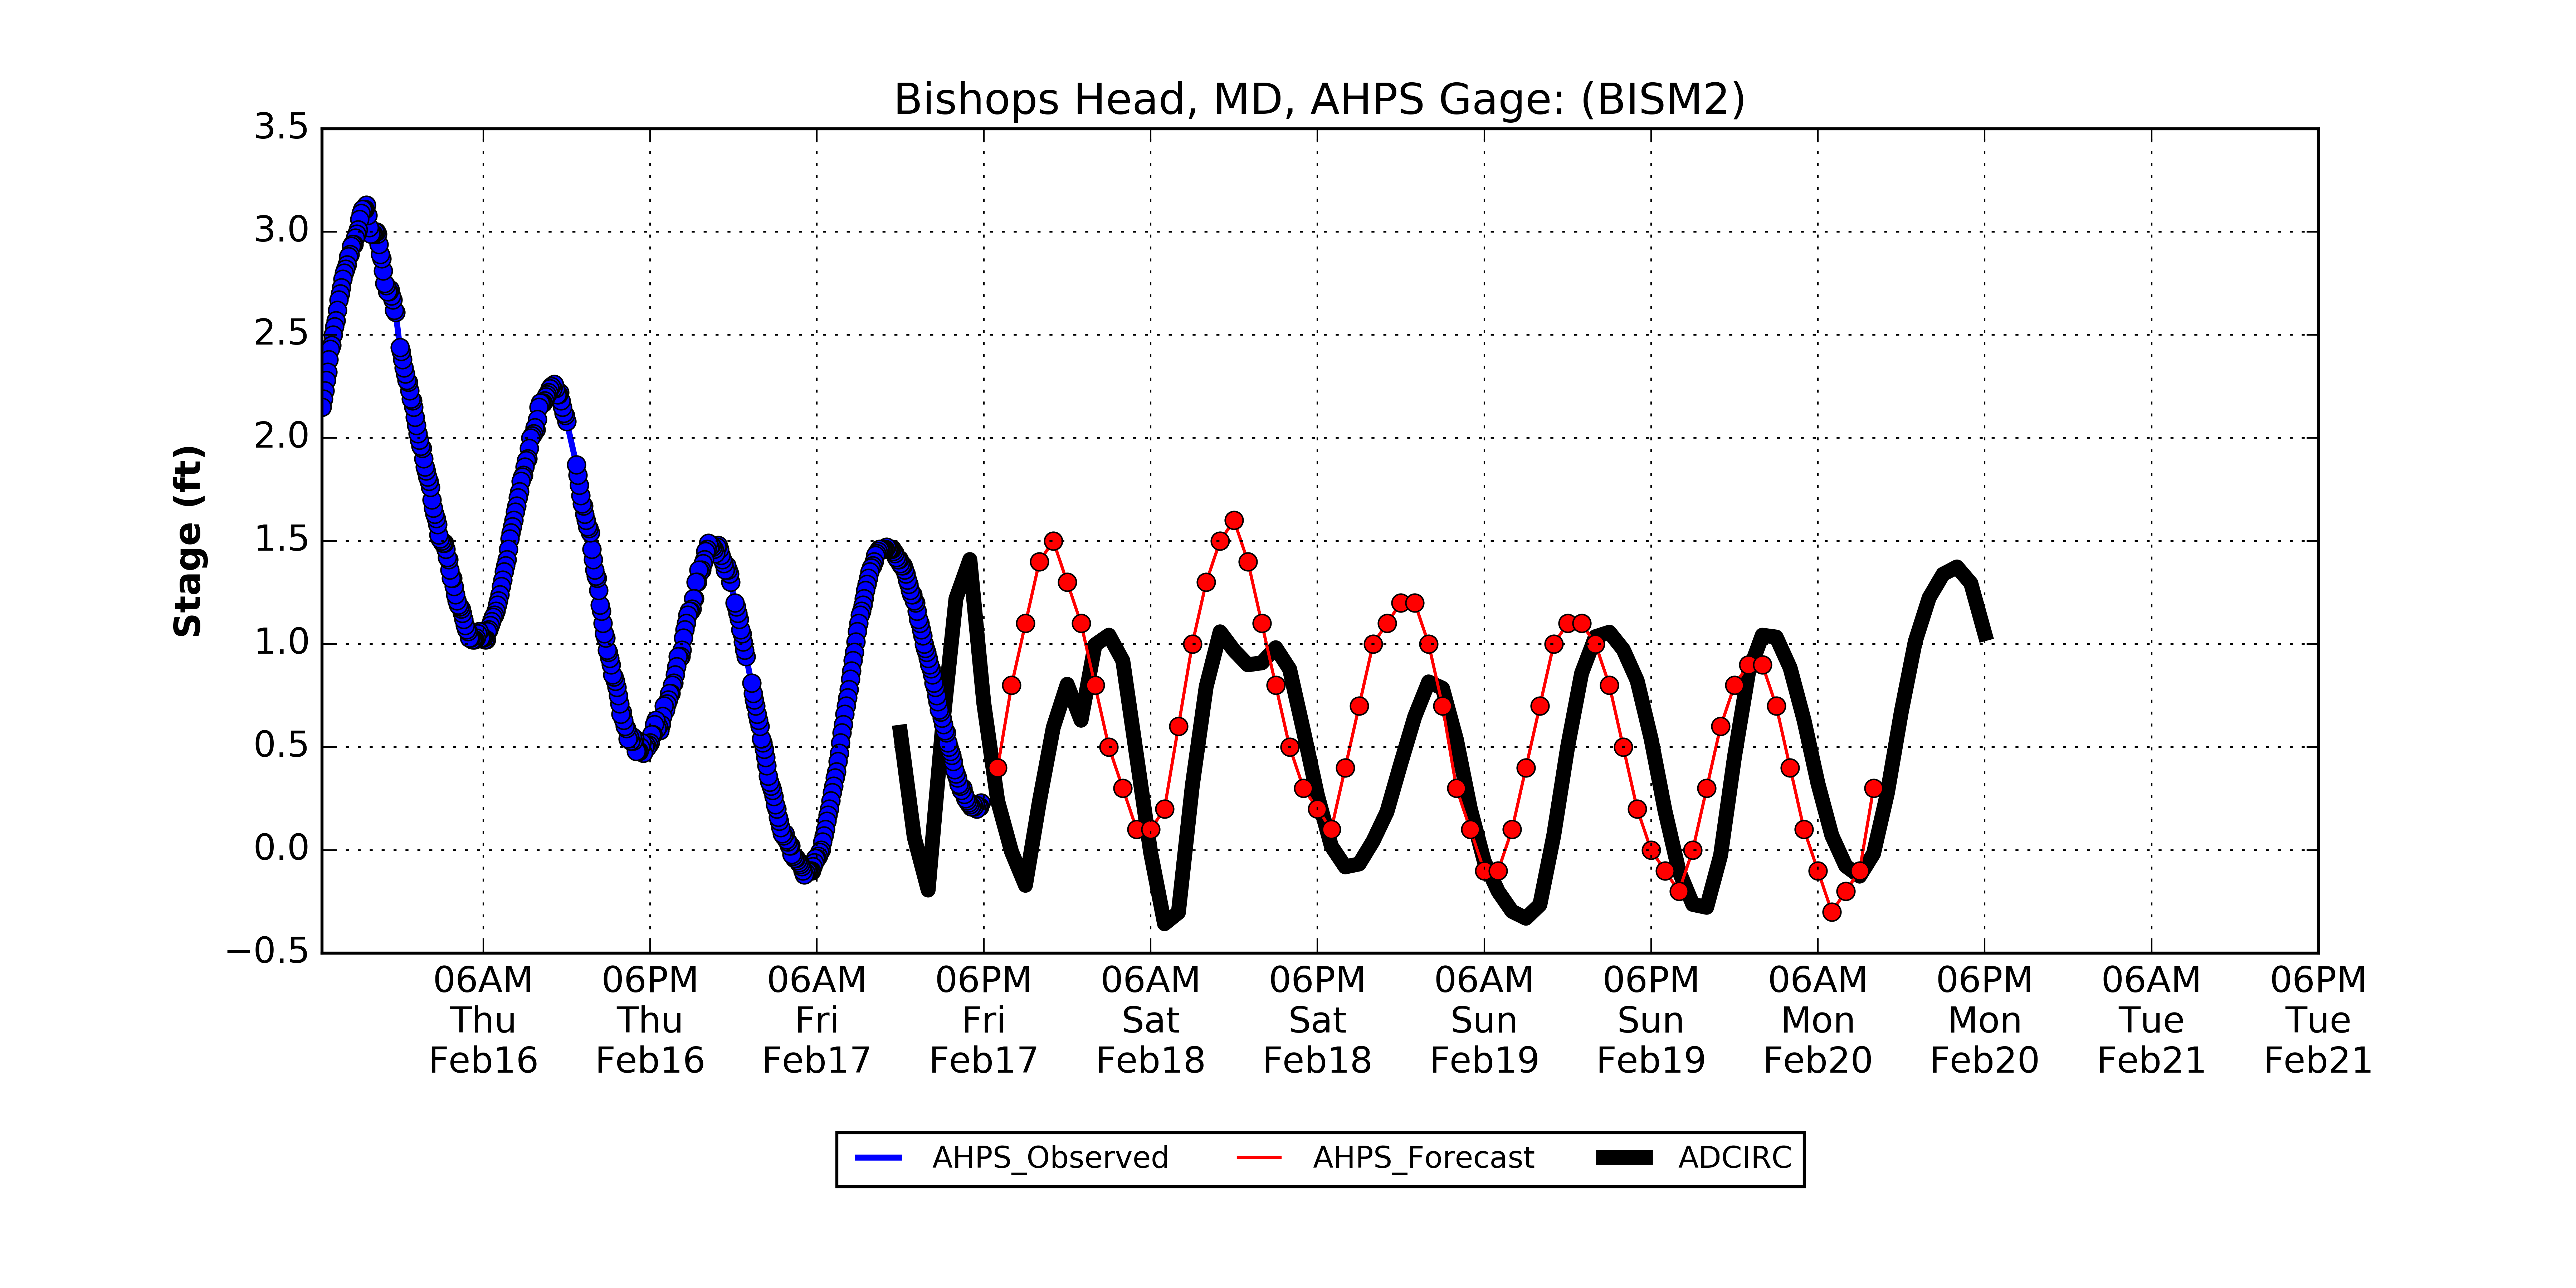 Bishops Head, MD, AHPS Gage: (BISM2)
Stage (ft)
3.5
3.0
2.5
2.0
1.5
1.0
0.5
0.0
−0.5
06AM 06PM 06AM 06PM 06AM 06PM 06AM 06PM 06AM 06PM 06AM 06PM
Thu Thu Fri Fri Sat Sat Sun Sun Mon Mon Tue Tue
Feb16 Feb16 Feb17 Feb17 Feb18 Feb18 Feb19 Feb19 Feb20 Feb20 Feb21 Feb21
AHPS_Observed AHPS_Forecast ADCIRC